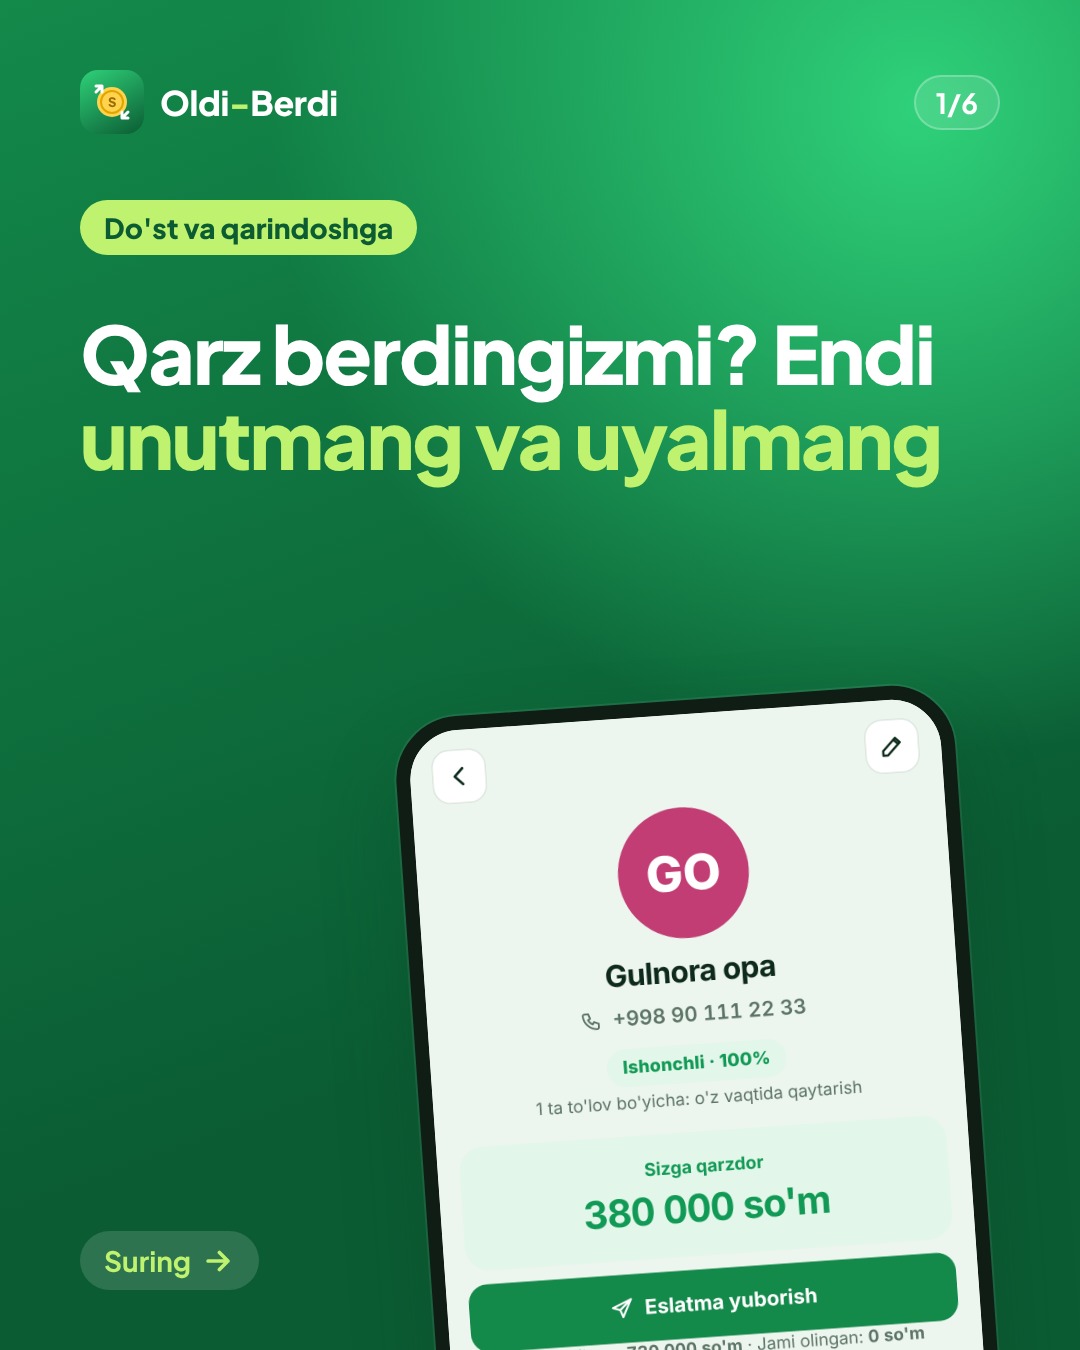 S
Oldi-Berdi
1/6
Do'st va qarindoshga
Qarz berdingizmi? Endi
unutmang va uyalmang
GO
Gulnora opa
+998 90 111 22 33
Ishonchli · 100%
1 ta to'lov bo'yicha: o'z vaqtida qaytarish
Sizga qarzdor
380 000 so'm
Eslatma yuborish
000 so'm · Jami olingan: 0 so'm
Suring →